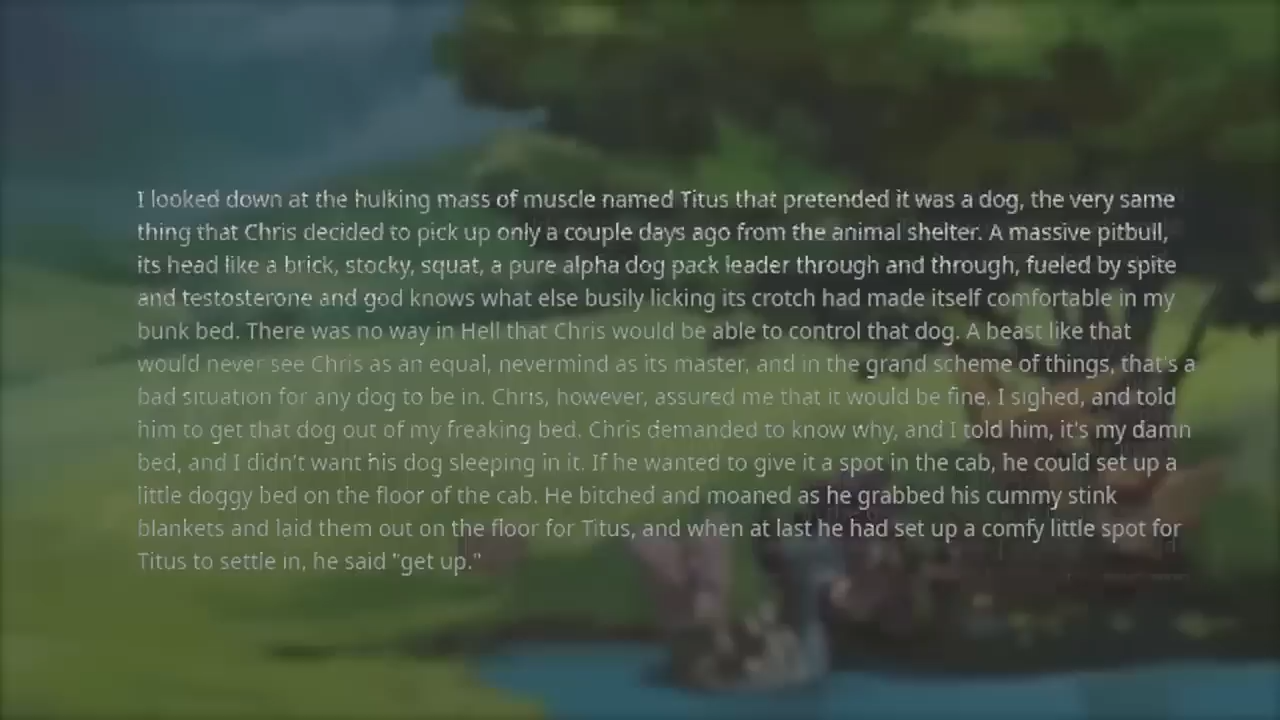 I looked down at the hulking mass of muscle named Titus that pretended it was a dog, the very same
thing that Chris decided to pick up only a couple days ago from the animal shelter. A massive pitbull,
its head like a brick, stocky, squat, a pure alpha dog pack leader through and through, fueled by spite
and testosterone and god knows what else busily licking its crotch had made itself comfortable in my
bunk bed. There was no way in Hell that Chris would be able to control that dog. A beast like that
would never see Chris as an equal, nevermind as its master, and in the grand scheme of things, that's a
bad situation for any dog to be in. Chris, however, assured me that it would be fine. I sighed, and told
him to get that dog out of my freaking bed. Chris demanded to know why, and I told him, it's my damn
bed, and I didn't want his dog sleeping in it. If he wanted to give it a spot in the cab, he could set up a
little doggy bed on the floor of the cab. He bitched and moaned as he grabbed his cummy stink
blankets and laid them out on the floor for Titus, and when at last he had set up a comfy little spot for
Titus to settle in, he said "get up."